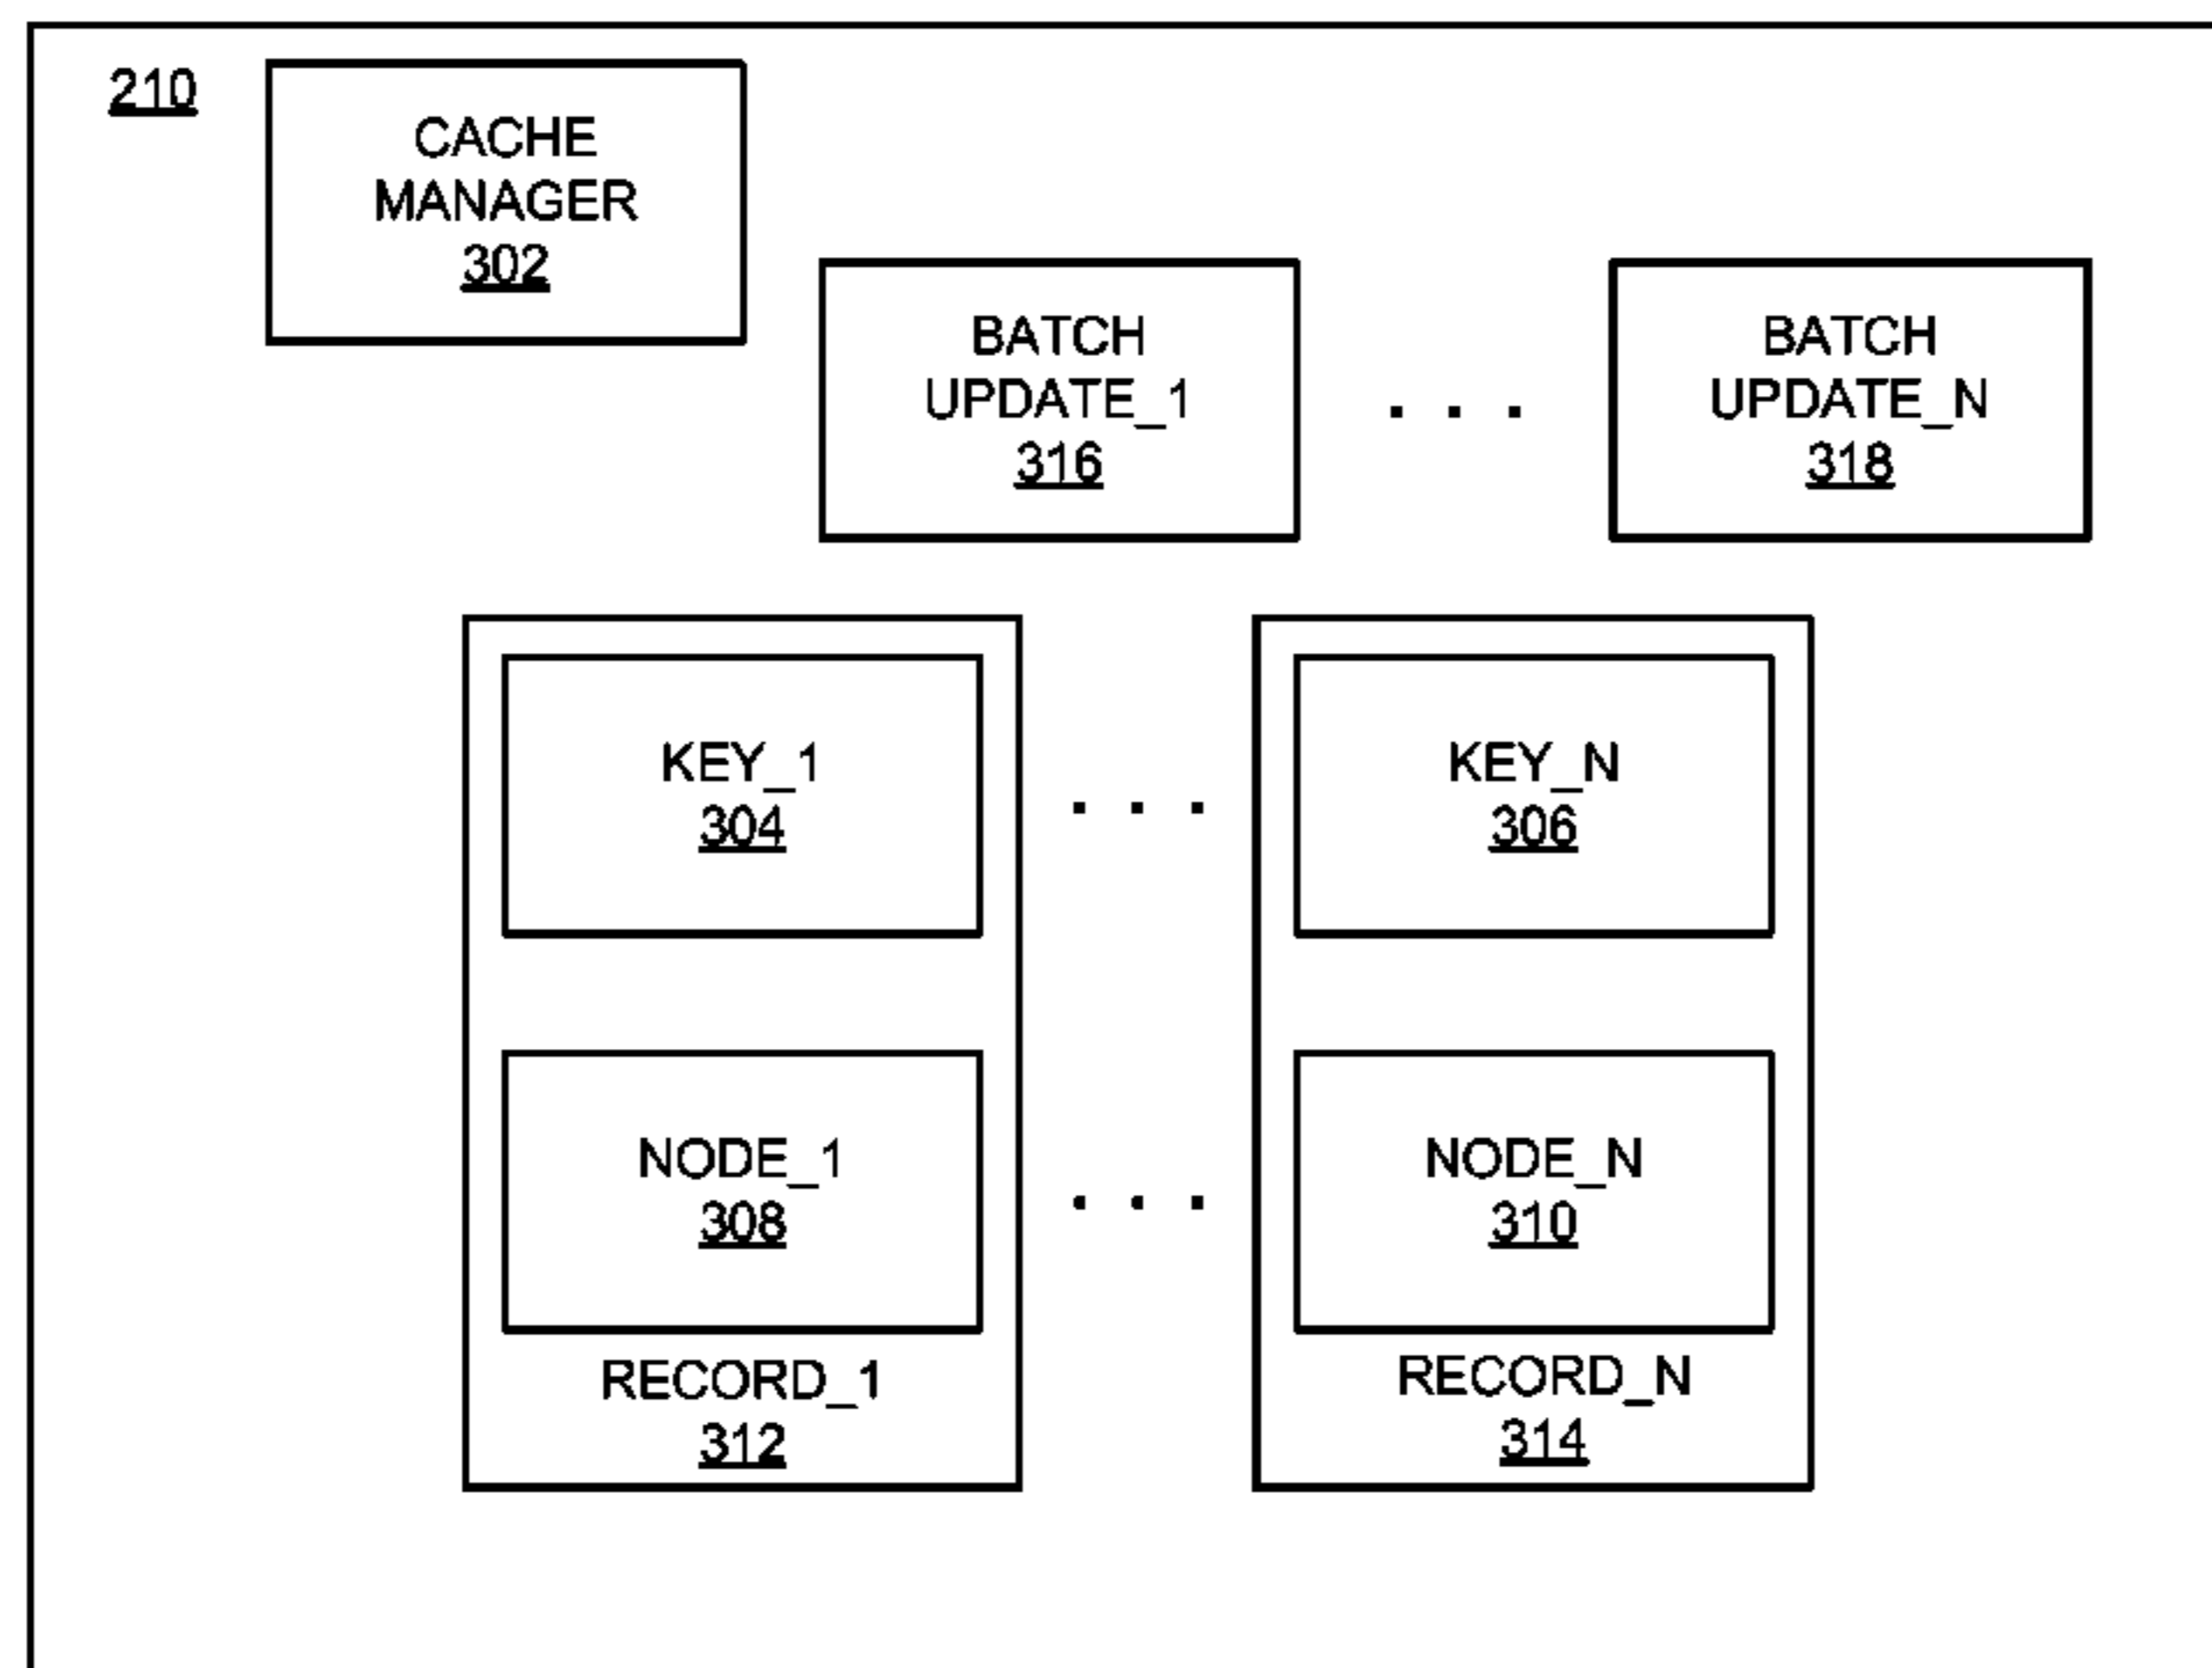 210
CACHE
MANAGER
302
BATCH
UPDATE_1
316
. . .
BATCH
UPDATE_N
318
KEY_1
304
. . .
KEY_N
306
NODE_1
308
. . .
NODE_N
310
RECORD_1
312
RECORD_N
314